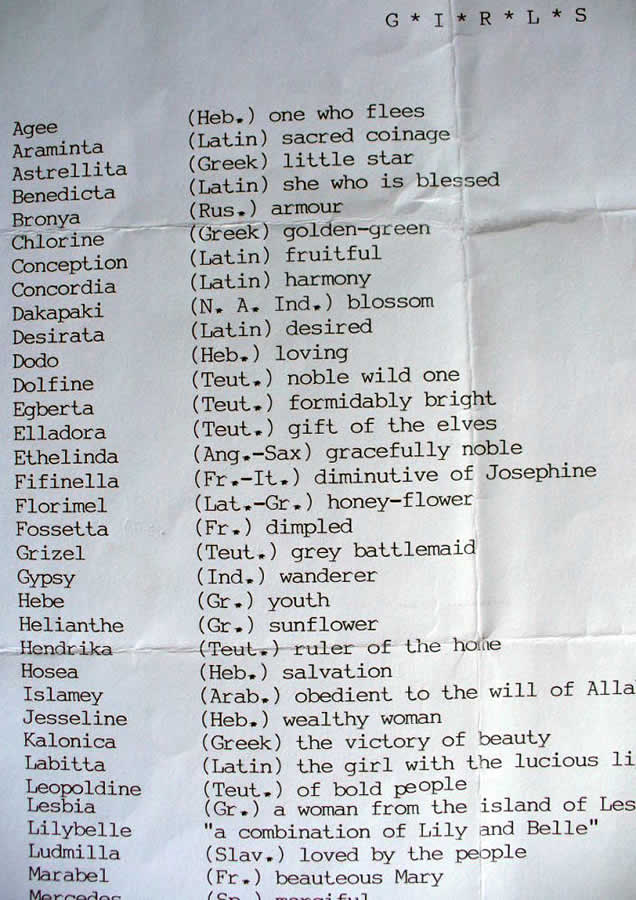 G * I * R * L * S
Agee (Heb.) one who flees
Araminta (Latin) sacred coinage
Astrellita (Greek) little star
Benedicta (Latin) she who is blessed
Bronya (Rus.) armour
Chlorine (Greek) golden-green
Conception (Latin) fruitful
Concordia (Latin) harmony
Dakapaki (N. A. Ind.) blossom
Desirata (Latin) desired
Dodo (Heb.) loving
Dolfine (Teut.) noble wild one
Egberta (Teut.) formidably bright
Elladora (Teut.) gift of the elves
Ethelinda (Ang.-Sax) gracefully noble
Fifinella (Fr.-It.) diminutive of Josephine
Florimel (Lat.-Gr.) honey-flower
Fossetta (Fr.) dimpled
Grizel (Teut.) grey battlemaid
Gypsy (Ind.) wanderer
Hebe (Gr.) youth
Helianthe (Gr.) sunflower
Hendrika (Teut.) ruler of the home
Hosea (Heb.) salvation
Islamey (Arab.) obedient to the will of Alla
Jesseline (Heb.) wealthy woman
Kalonica (Greek) the victory of beauty
Labitta (Latin) the girl with the lucious li
Leopoldine (Teut.) of bold people
Lesbia (Gr.) a woman from the island of Les
Lilybelle "a combination of Lily and Belle"
Ludmilla (Slav.) loved by the people
Marabel (Fr.) beauteous Mary
Mercedes (Sp.) merciful